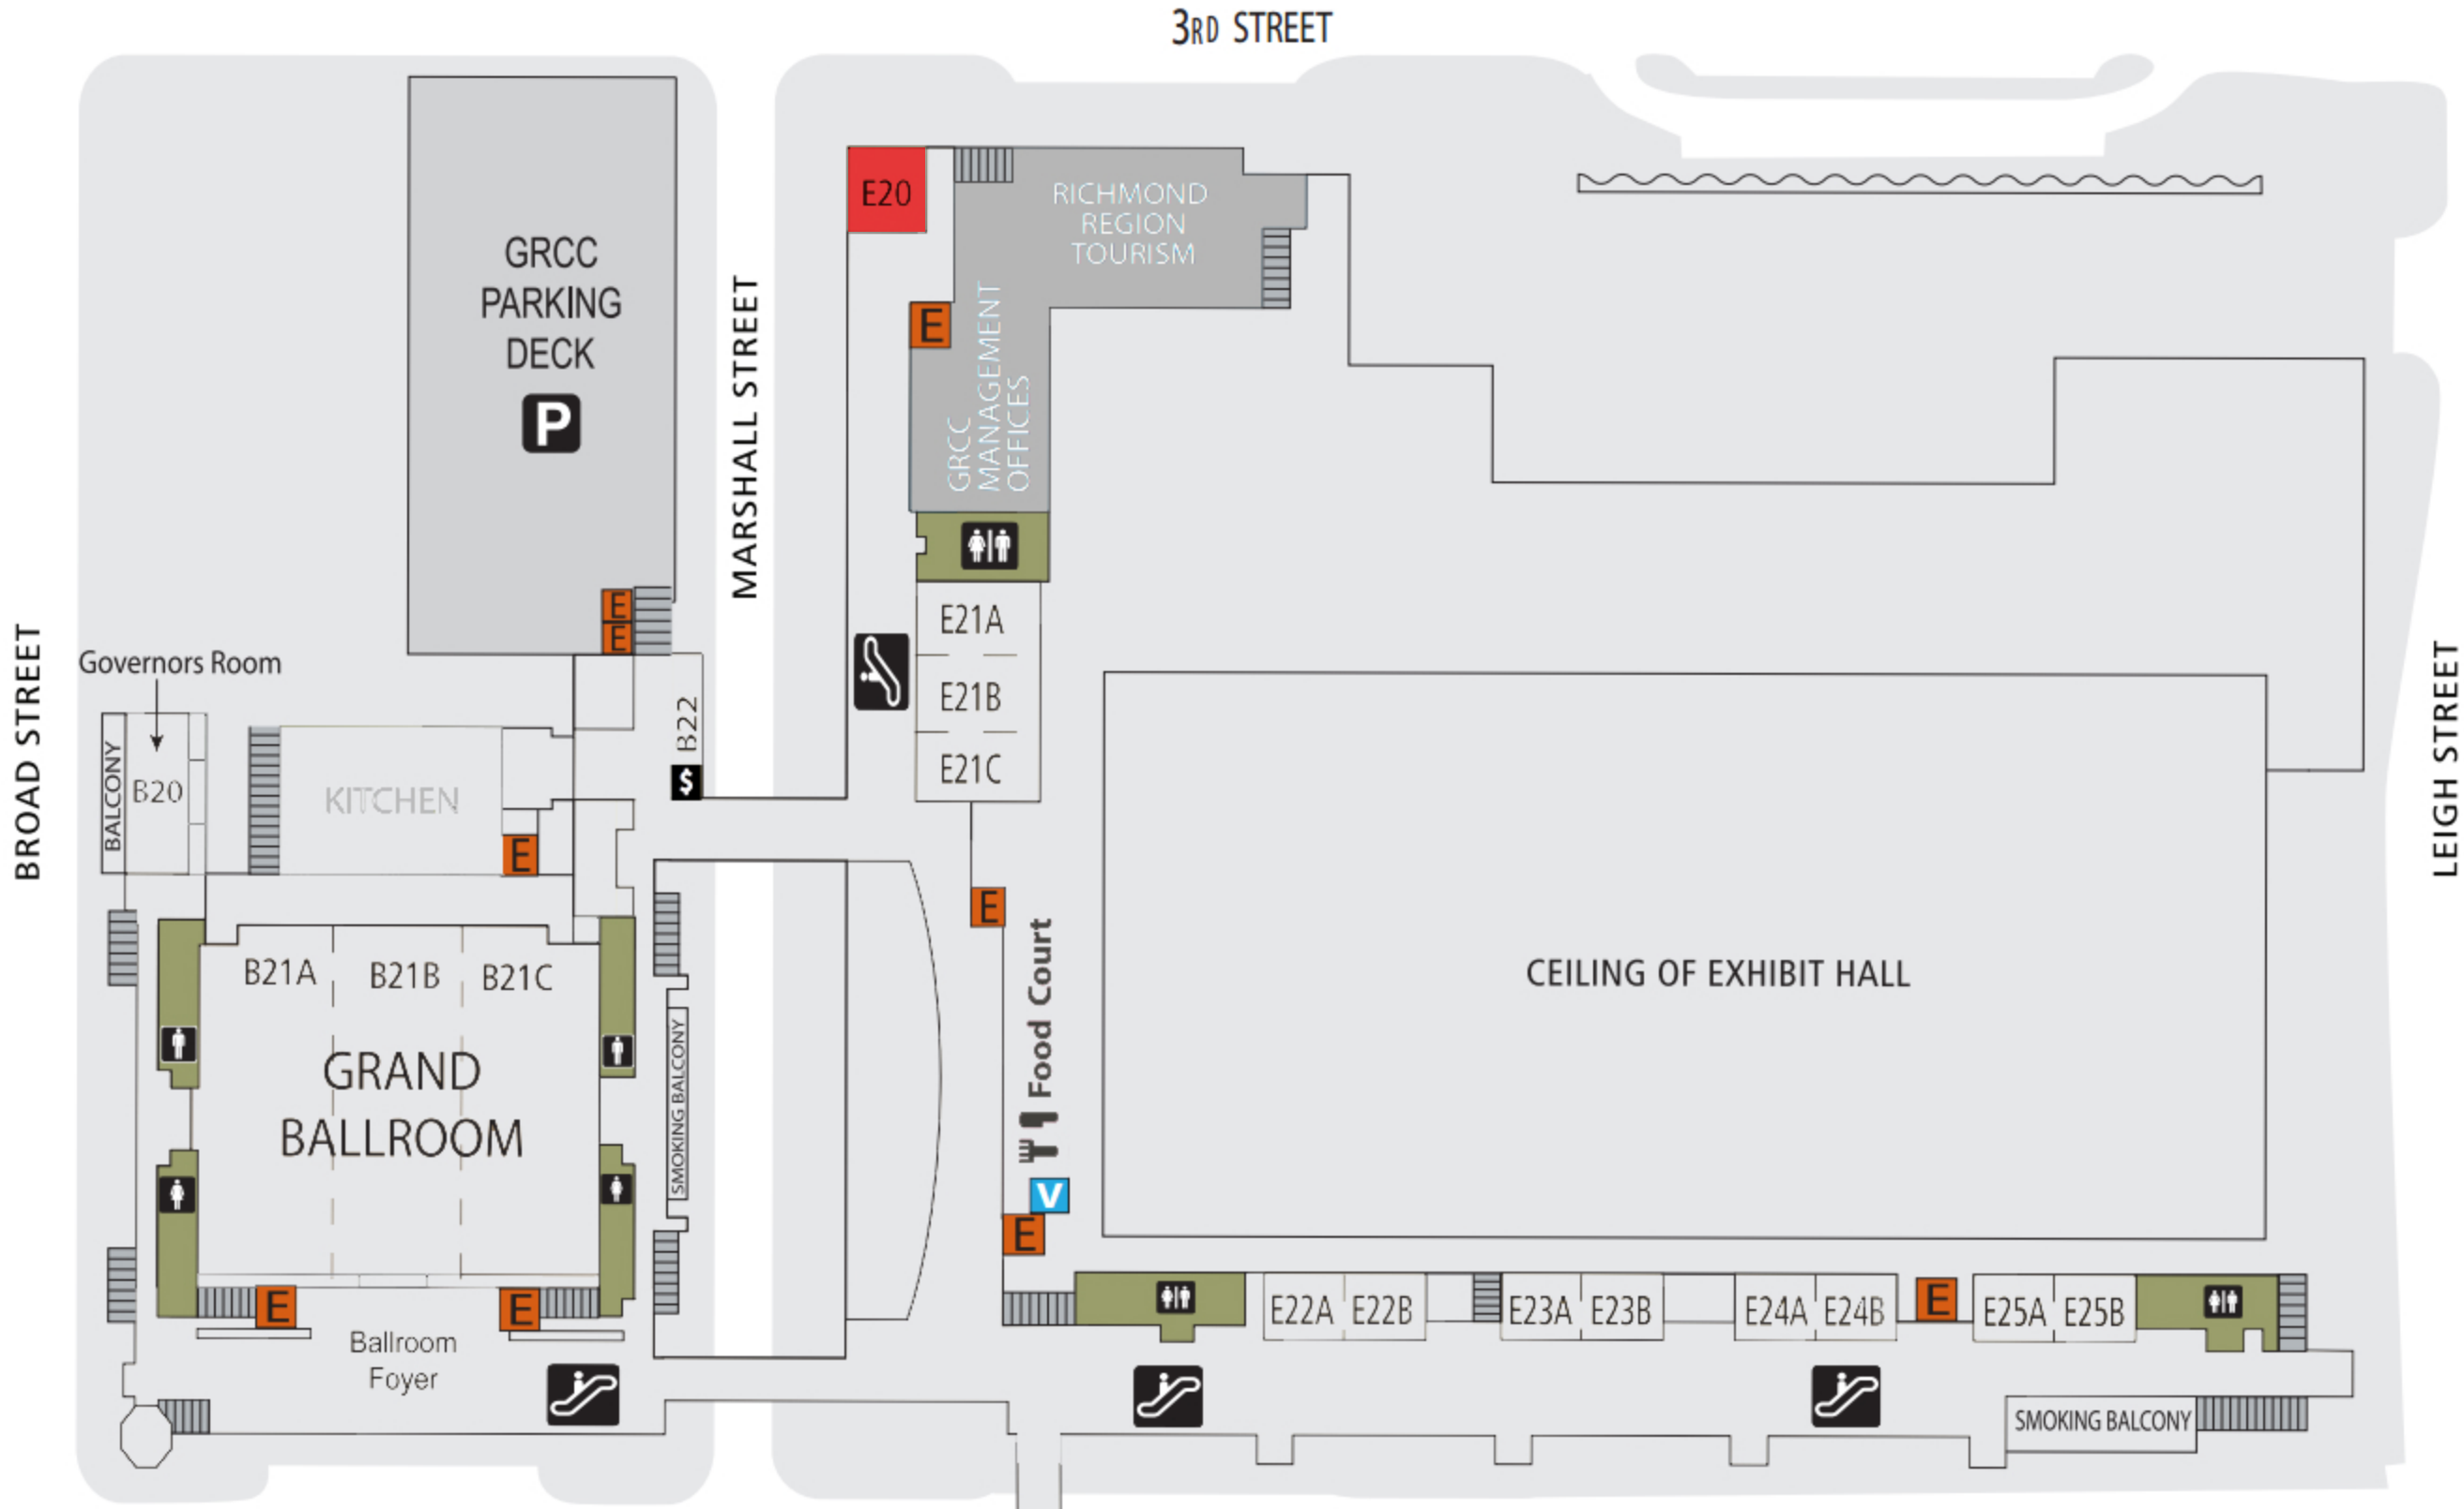 3RD STREET
E20
RICHMOND
REGION
TOURISM
GRCC
PARKING
DECK
P
MARSHALL STREET
E
GRCC
MANAGEMENT
OFFICES
E
E
E21A
E21B
E21C
BROAD STREET
Governors Room
BALCONY
B20
KITCHEN
E
B22
$
LEIGH STREET
E
Food Court
CEILING OF EXHIBIT HALL
B21A
B21B
B21C
GRAND
BALLROOM
SMOKING BALCONY
V
E
E
E
Ballroom
Foyer
E22A
E22B
E23A
E23B
E24A
E24B
E
E25A
E25B
SMOKING BALCONY